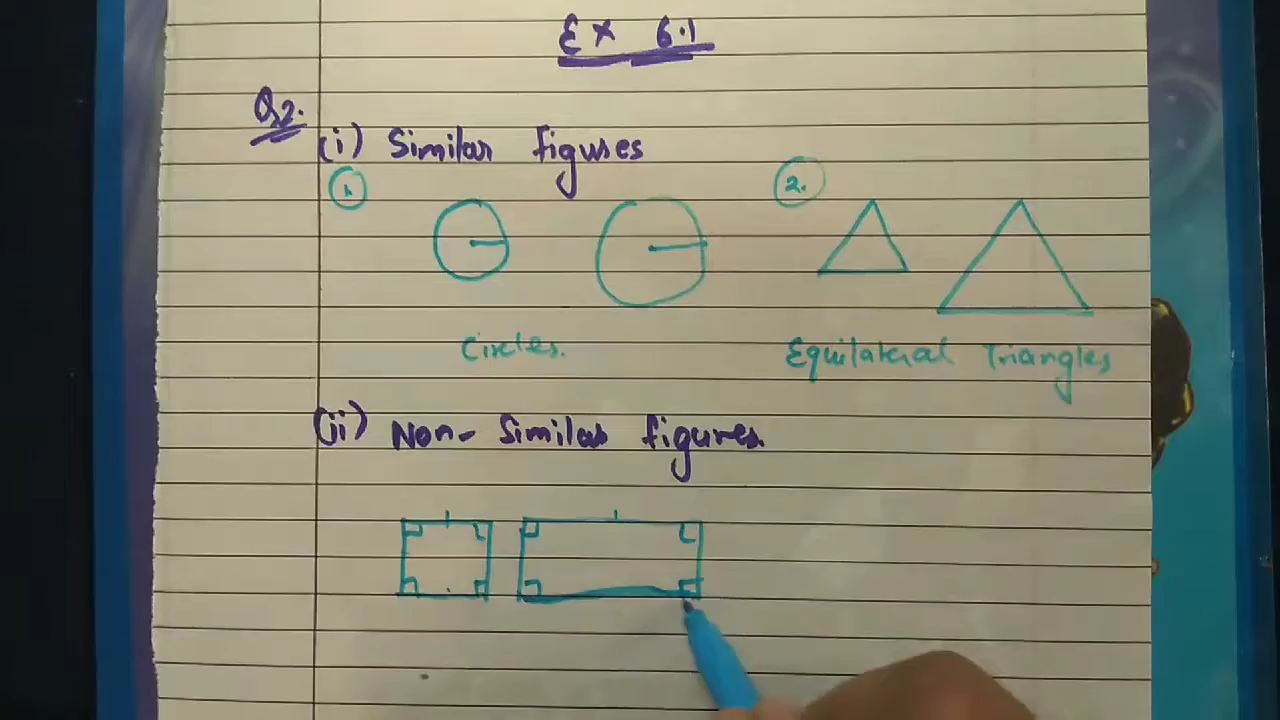 Ex 6.1
Q2.
(i) Similar figures
1.
2.
Circles.
Equilateral Triangles
(ii) Non-Similar figures.